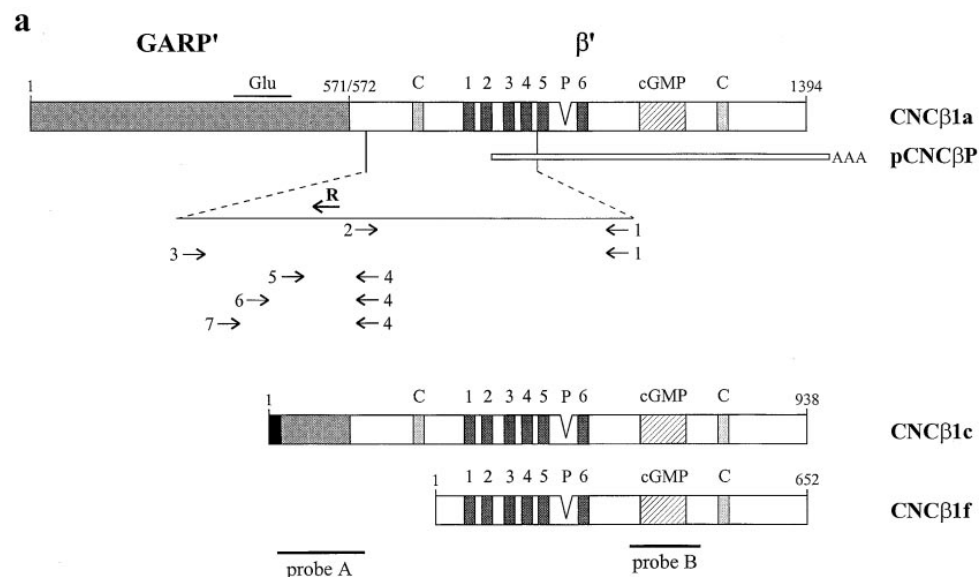 a
GARP' β'
1 Glu 571/572 C 1 2 3 4 5 P 6 cGMP C 1394
CNCβ1a
AAA pCNCβP
R
2 1
3 1
5 4
6 4
7 4
1 C 1 2 3 4 5 P 6 cGMP C 938
CNCβ1c
1 1 2 3 4 5 P 6 cGMP C 652
CNCβ1f
probe A probe B